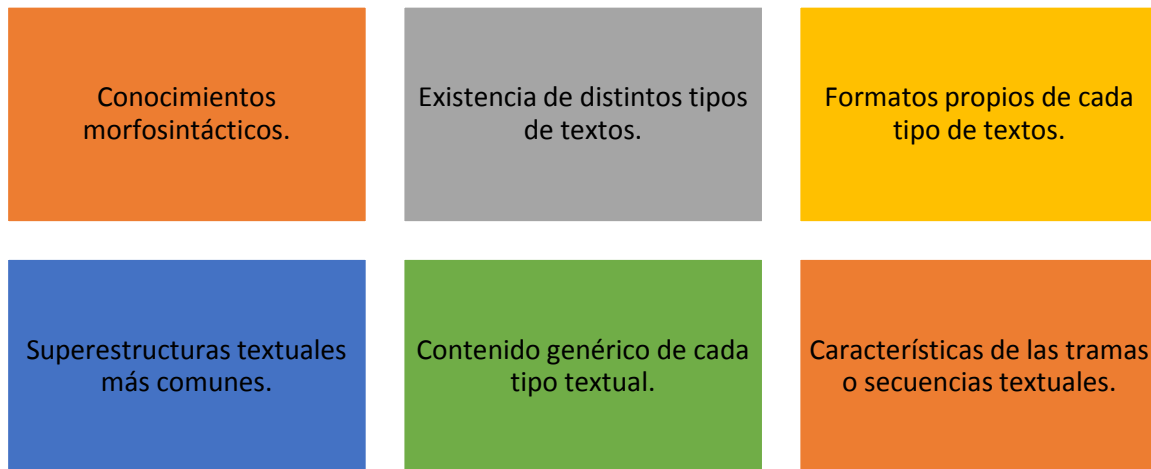 Conocimientos
morfosintácticos.
Existencia de distintos tipos
de textos.
Formatos propios de cada
tipo de textos.
Superestructuras textuales
más comunes.
Contenido genérico de cada
tipo textual.
Carácterísticas de las tramas
o secuencias textuales.